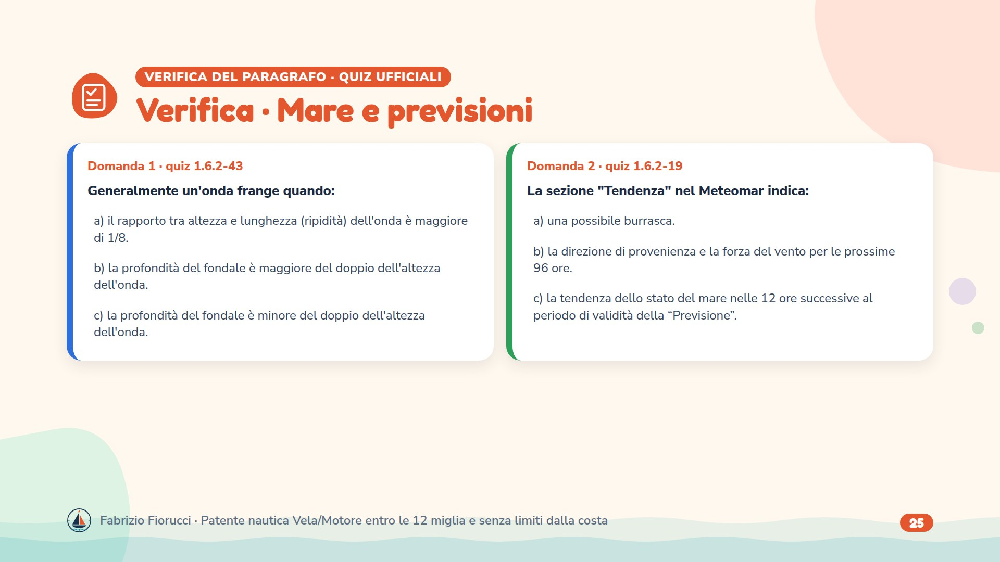 VERIFICA DEL PARAGRAFO · QUIZ UFFICIALI
Verifica · Mare e previsioni
Domanda 1 · quiz 1.6.2-43
Generalmente un'onda frange quando:
a) il rapporto tra altezza e lunghezza (ripidità) dell'onda è maggiore
di 1/8.
b) la profondità del fondale è maggiore del doppio dell'altezza
dell'onda.
c) la profondità del fondale è minore del doppio dell'altezza
dell'onda.
Domanda 2 · quiz 1.6.2-19
La sezione "Tendenza" nel Meteomar indica:
a) una possibile burrasca.
b) la direzione di provenienza e la forza del vento per le prossime
96 ore.
c) la tendenza dello stato del mare nelle 12 ore successive al
periodo di validità della “Previsione”.
Fabrizio Fiorucci · Patente nautica Vela/Motore entro le 12 miglia e senza limiti dalla costa
25